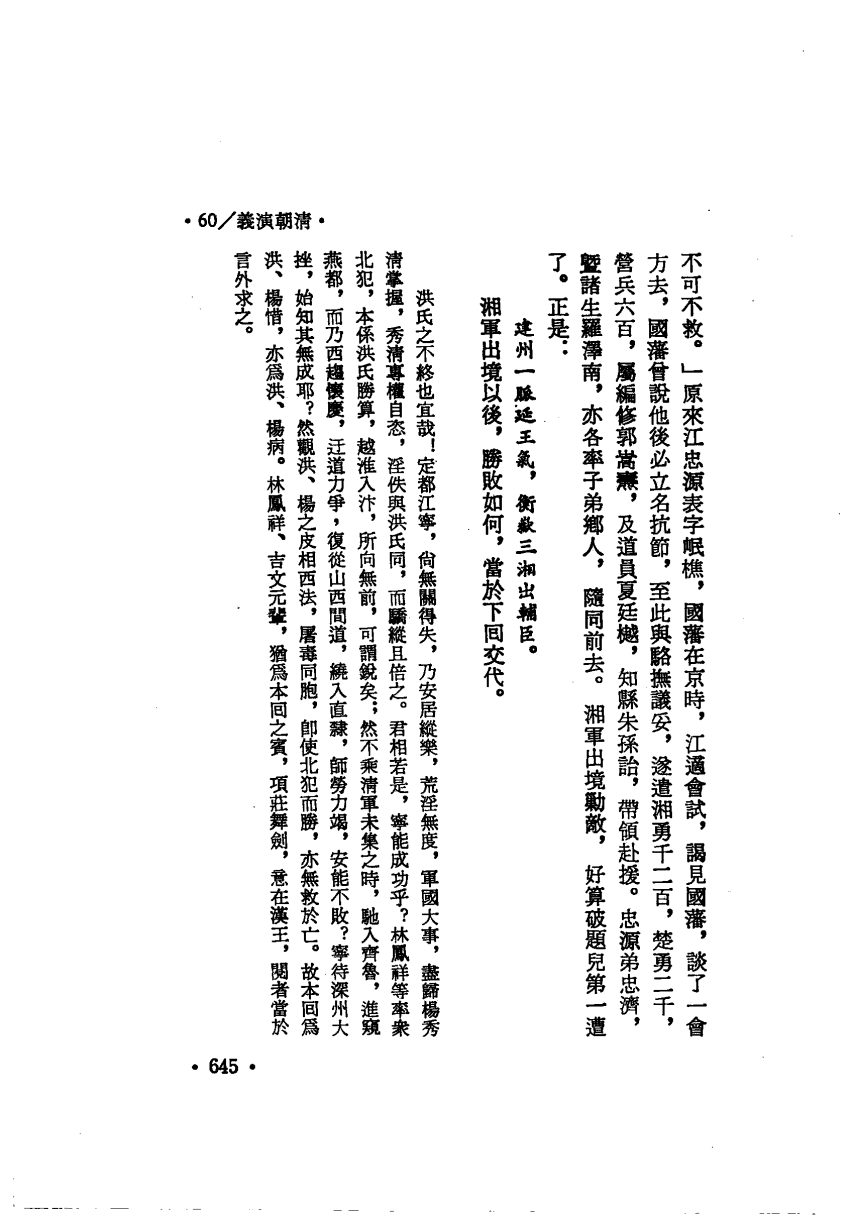 •60／義演朝清•
不可不救。」原來江忠源表字岷樵，國藩在京時，江適會試，謁見國藩，談了一會
方去，國藩曾說他後必立名抗節，至此與駱撫議妥，遂遣湘勇千二百，楚勇二千，
營兵六百，屬編修郭嵩燾，及道員夏廷樾，知縣朱孫詒，帶領赴援。忠源弟忠濟，
暨諸生羅澤南，亦各率子弟鄉人，隨同前去。湘軍出境勦敵，好算破題兒第一遭
了。正是：
建州一脈延王氣，衡嶽三湘出輔臣。
湘軍出境以後，勝敗如何，當於下回交代。
洪氏之不終也宜哉！定都江寧，尙無關得失，乃安居縱樂，荒淫無度，軍國大事，盡歸楊秀
清掌握，秀清專權自恣，淫佚與洪氏同，而驕縱且倍之。君相若是，寧能成功乎？林鳳祥等率衆
北犯，本係洪氏勝算，越淮入汴，所向無前，可謂銳矣；然不乘清軍未集之時，馳入齊魯，進窺
燕都，而乃西趨懷慶，迂道力爭，復從山西間道，繞入直隸，師勞力竭，安能不敗？寧待深州大
挫，始知其無成耶？然觀洪、楊之皮相西法，屠毒同胞，卽使北犯而勝，亦無救於亡。故本回爲
洪、楊惜，亦爲洪、楊病。林鳳祥、吉文元輩，猶爲本回之賓，項莊舞劍，意在漢王，閱者當於
言外求之。
•645•